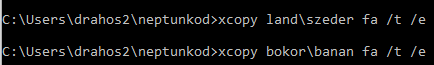 C:\Users\drahos2\neptunkod>xcopy land\szeder fa /t /e
C:\Users\drahos2\neptunkod>xcopy bokor\banan fa /t /e